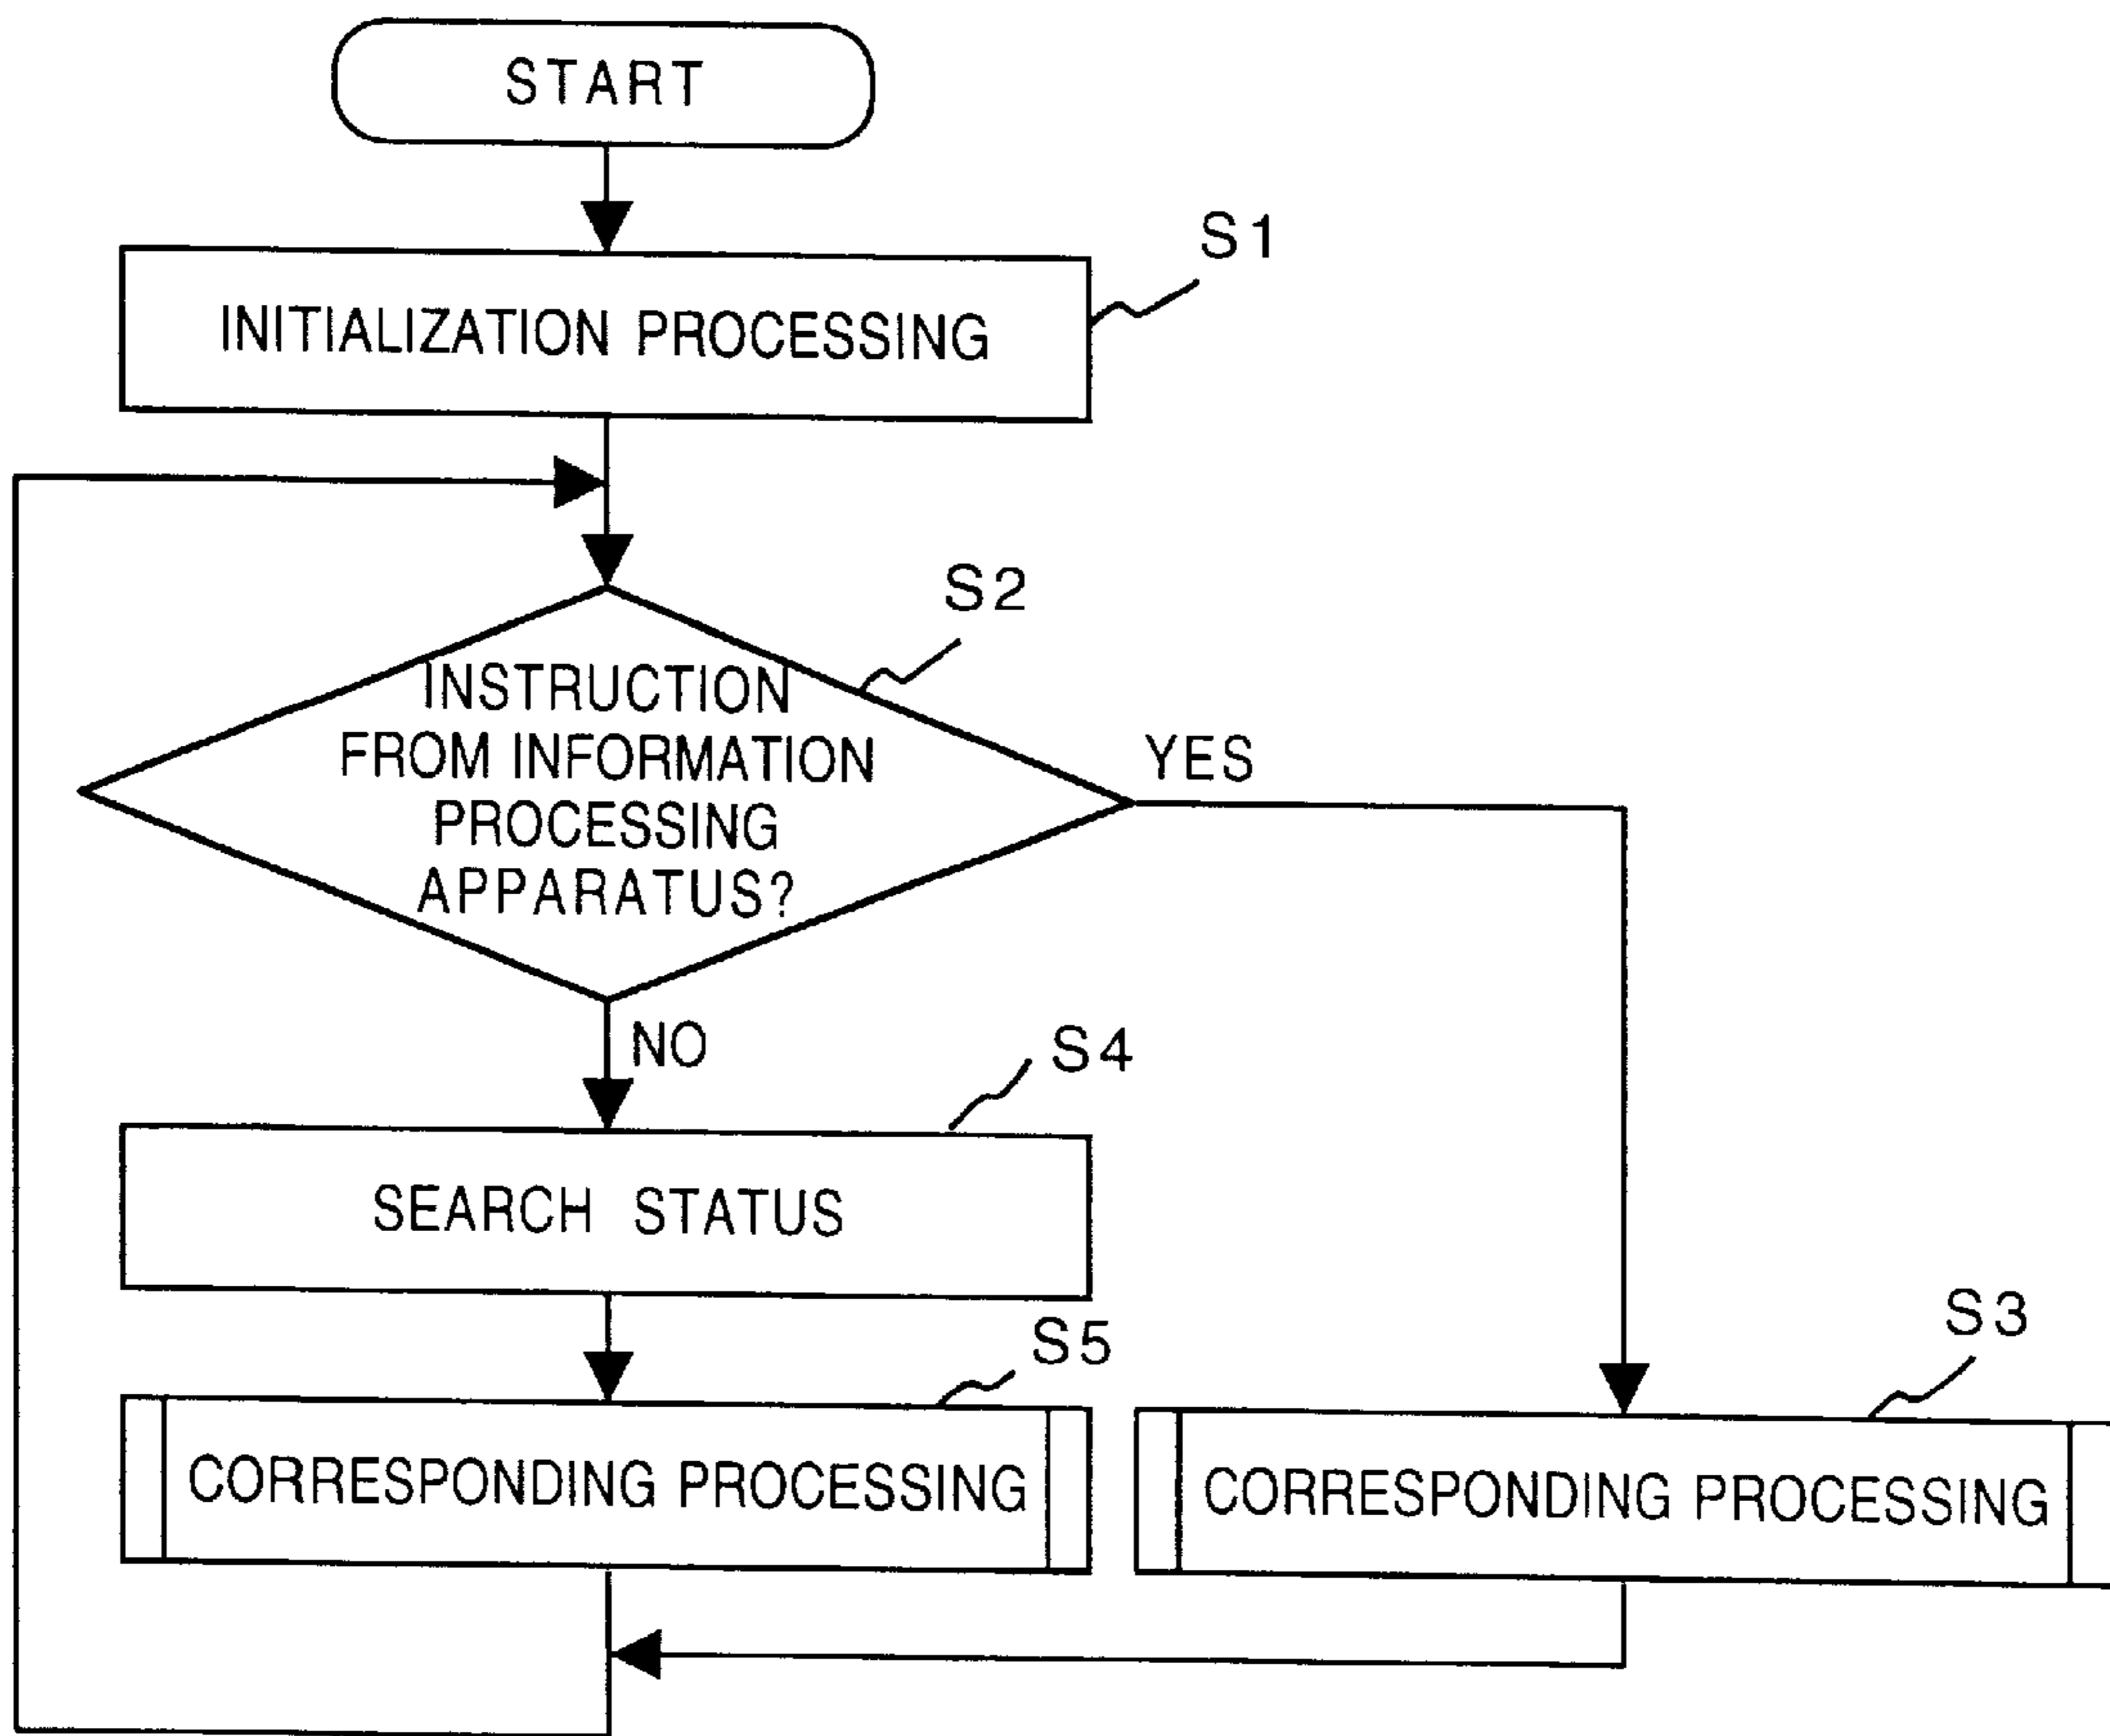 START
S1
INITIALIZATION PROCESSING
S2
INSTRUCTION
FROM INFORMATION
PROCESSING
APPARATUS?
YES
NO
S4
SEARCH STATUS
S5
CORRESPONDING PROCESSING
S3
CORRESPONDING PROCESSING